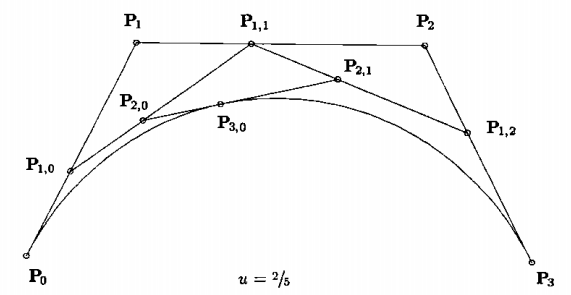 P₁ P₁,₁ P₂
P₂,₁
P₂,₀
P₃,₀
P₁,₂
P₁,₀
P₀ u = ²/₅ P₃